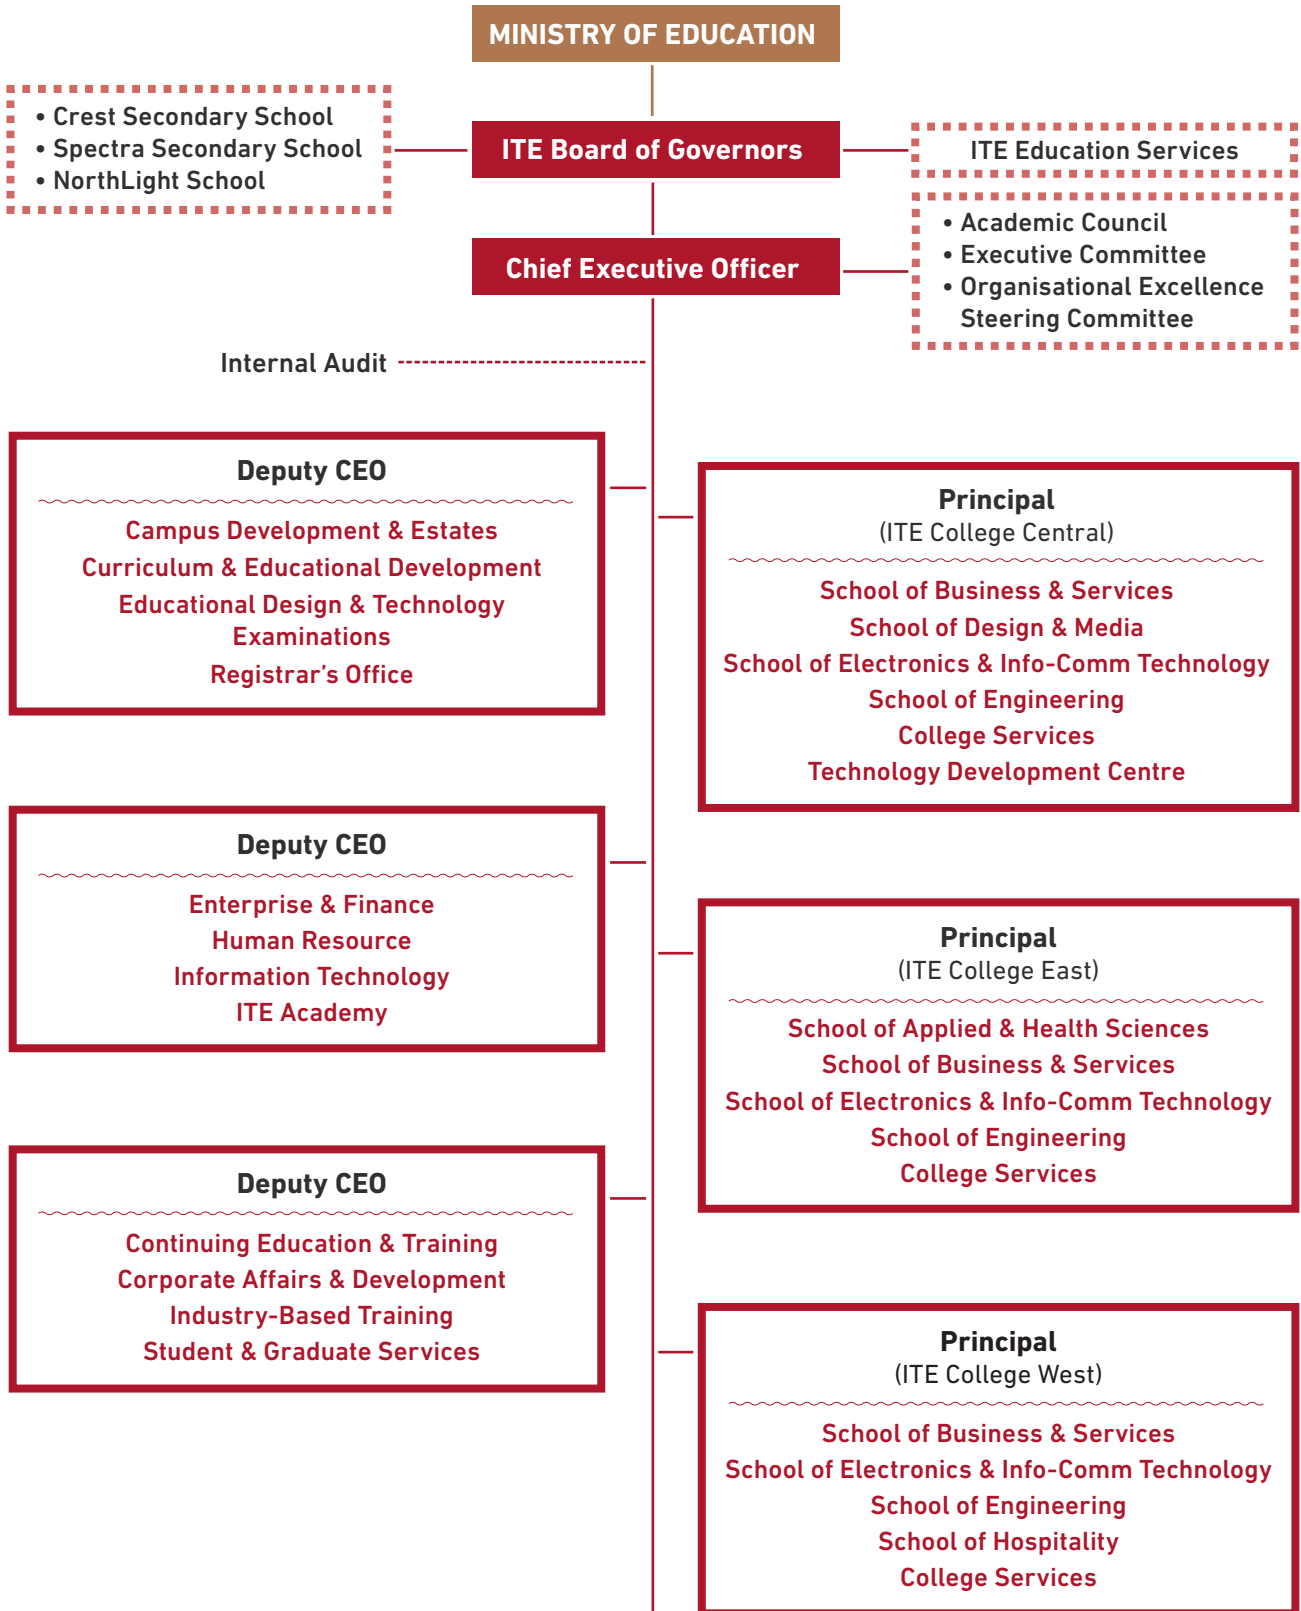 MINISTRY OF EDUCATION
• Crest Secondary School
• Spectra Secondary School
• NorthLight School
ITE Board of Governors
ITE Education Services
Chief Executive Officer
• Academic Council
• Executive Committee
• Organisational Excellence
Steering Committee
Internal Audit
Deputy CEO
Campus Development & Estates
Curriculum & Educational Development
Educational Design & Technology
Examinations
Registrar’s Office
Principal
(ITE College Central)
School of Business & Services
School of Design & Media
School of Electronics & Info-Comm Technology
School of Engineering
College Services
Technology Development Centre
Deputy CEO
Enterprise & Finance
Human Resource
Information Technology
ITE Academy
Principal
(ITE College East)
School of Applied & Health Sciences
School of Business & Services
School of Electronics & Info-Comm Technology
School of Engineering
College Services
Deputy CEO
Continuing Education & Training
Corporate Affairs & Development
Industry-Based Training
Student & Graduate Services
Principal
(ITE College West)
School of Business & Services
School of Electronics & Info-Comm Technology
School of Engineering
School of Hospitality
College Services